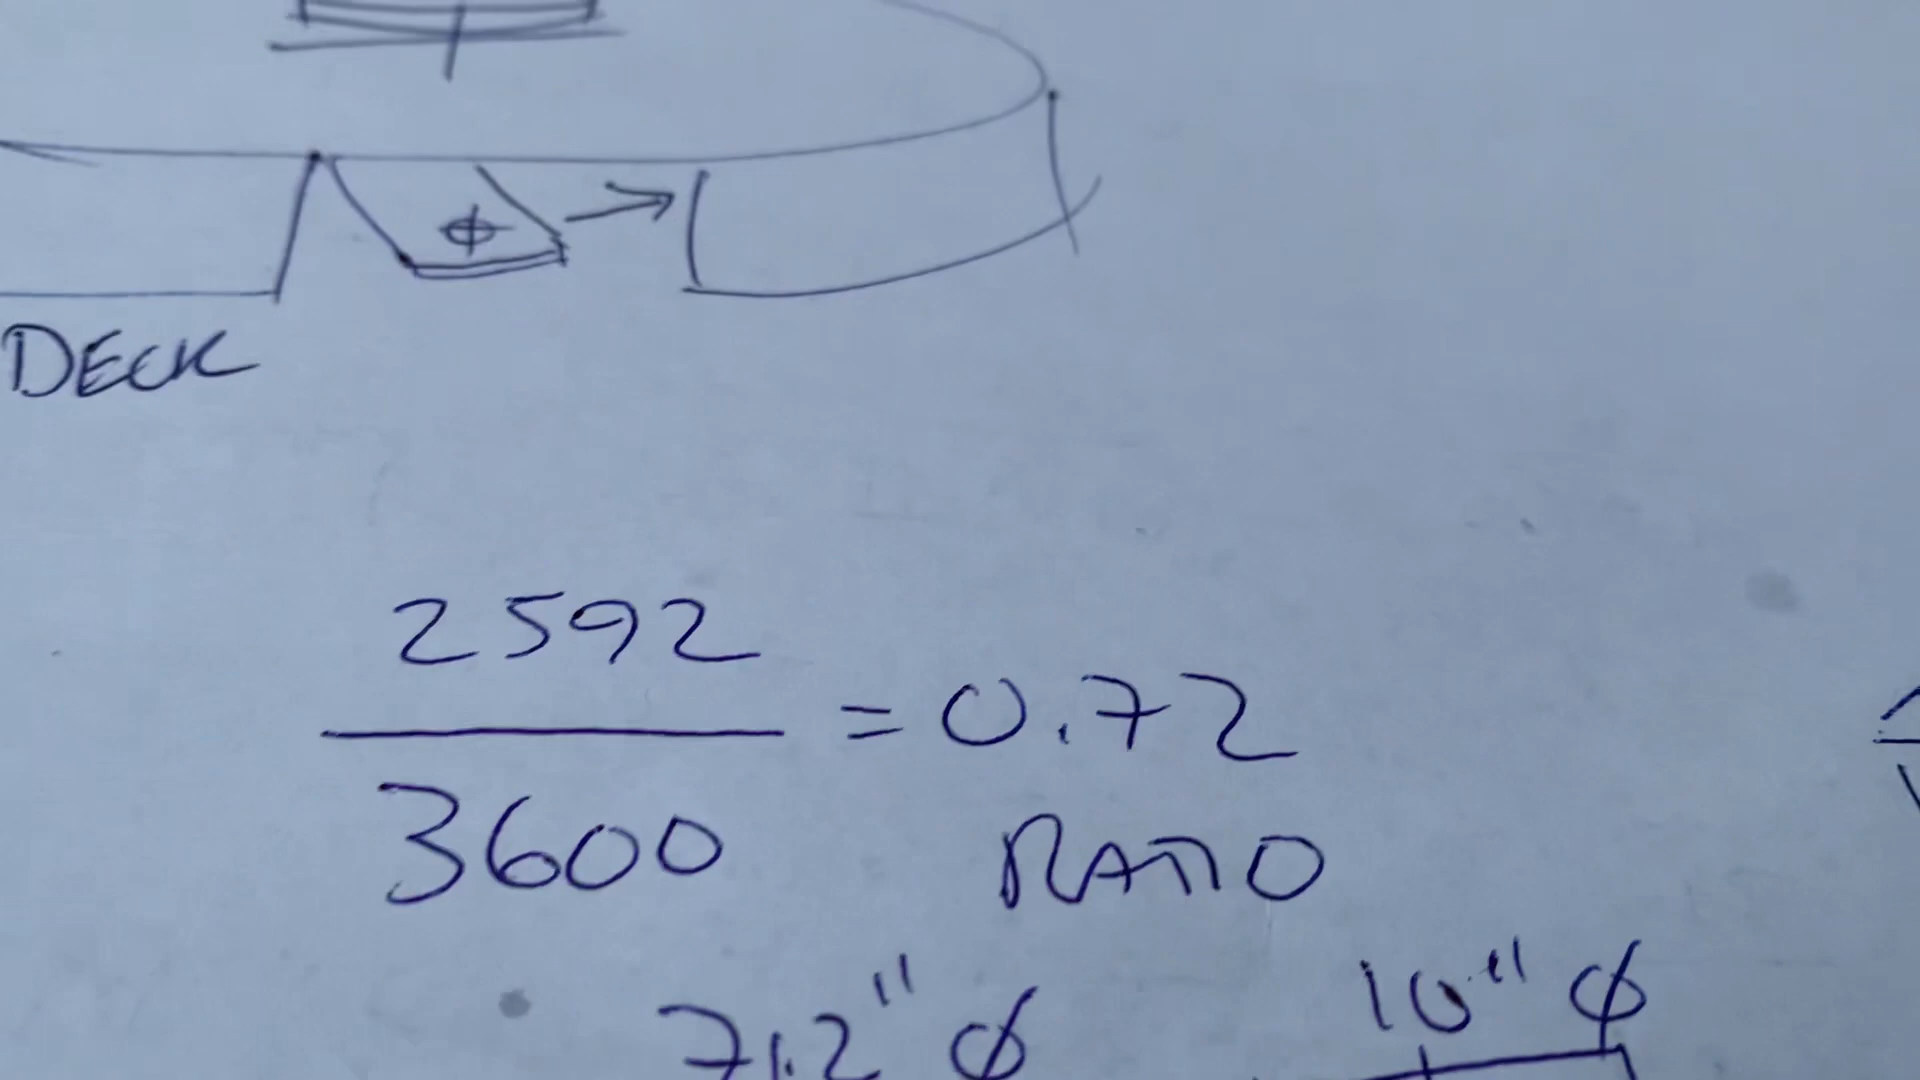 DECK
2592
3600
= 0.72
RATIO
7.2" ϕ
10" ϕ